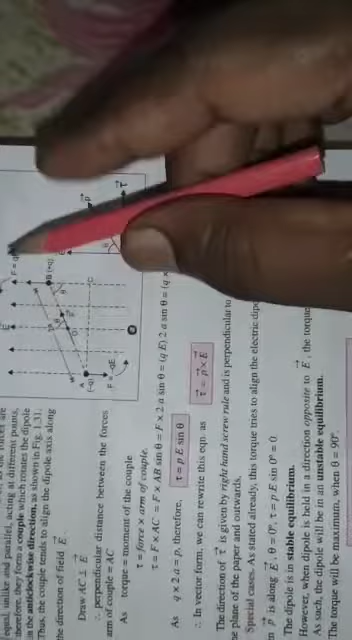 equal, unlike and parallel, acting at different points,
therefore, they form a couple which rotates the dipole
in the anticlockwise direction, as shown in Fig. 1.31.
Thus, the couple tends to align the dipole axis along
the direction of field E⃗.
Draw AC ⊥ E⃗
∴ perpendicular distance between the forces
arm of couple = AC
As torque = moment of the couple
τ = force × arm of couple.
τ = F × AC = F × AB sin θ = F × 2 a sin θ = (qE) 2 a sin θ = (q ×
As q × 2 a = p, therefore, τ = p E sin θ
∴ In vector form, we can rewrite this eqn as τ⃗ = p⃗ × E⃗
The direction of τ⃗ is given by right hand screw rule and is perpendicular to
plane of the paper and outwards.
Special cases. As stated already, this torque tries to align the electric
p⃗ is along E⃗, θ = 0°, τ = p E sin 0° = 0
The dipole is in stable equilibrium.
However, when dipole is held in a direction opposite to E⃗, the torque
As such, the dipole will be in an unstable equilibrium.
The torque will be maximum, when θ = 90°.
A
(-q)
B (+q)
C
2a
O
θ
F = qE
E⃗
p⃗
τ⃗
θ